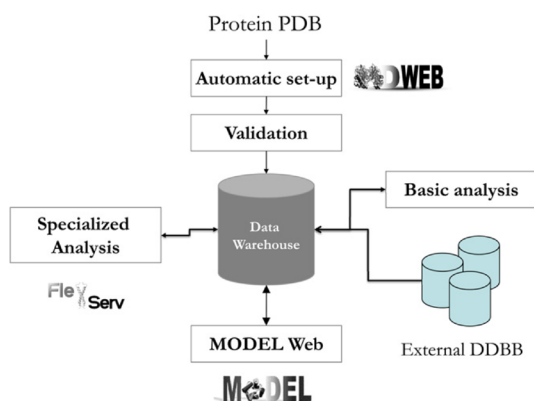 Protein PDB
Automatic set-up
MDWEB
Validation
Basic analysis
Specialized
Analysis
Data
Warehouse
FlexServ
MODEL Web
External DDBB
MODEL